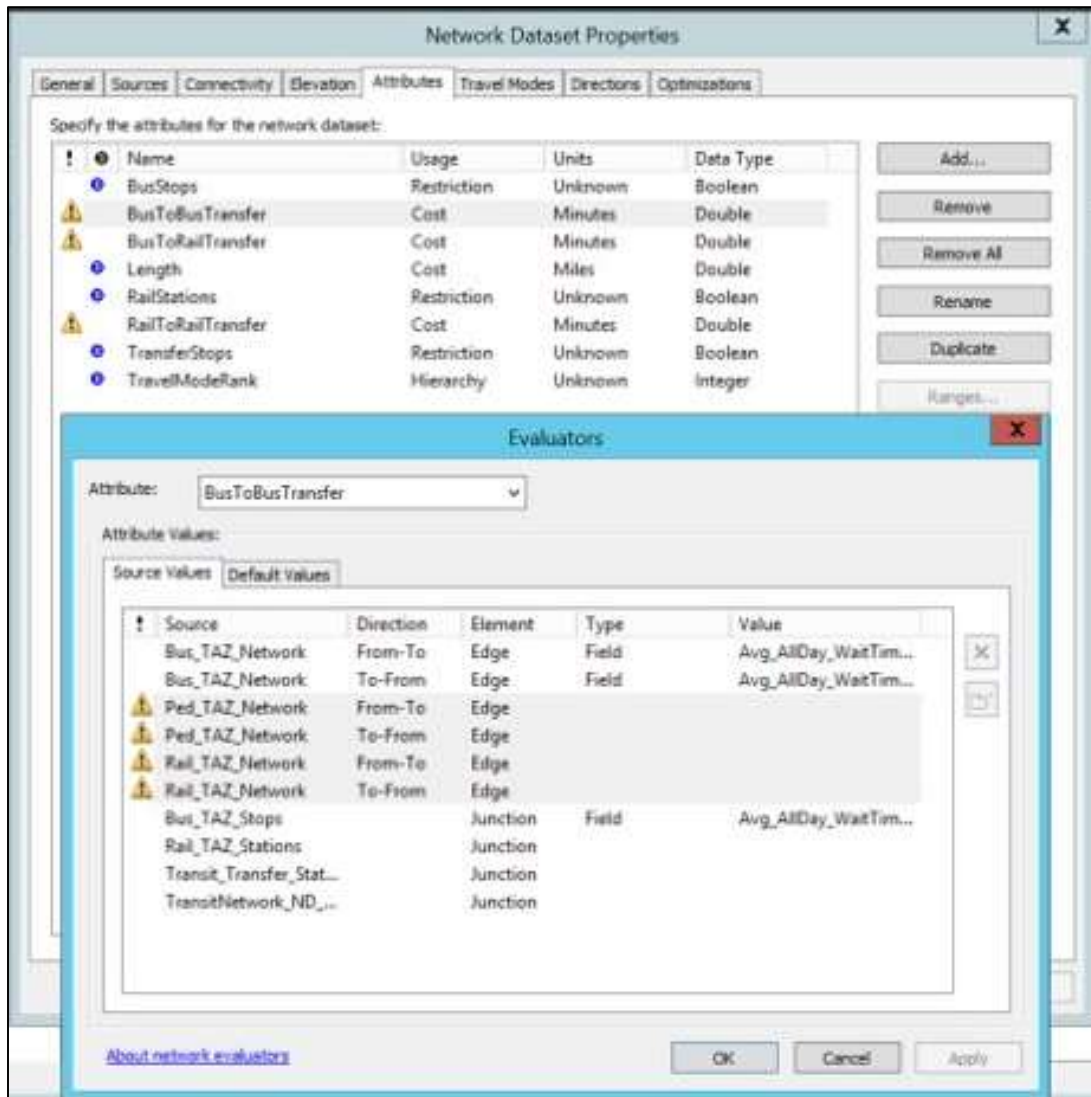 Network Dataset Properties
X
General Sources Connectivity Elevation Attributes Travel Modes Directions Optimizations
Specify the attributes for the network dataset:
! Name Usage Units Data Type
BusStops Restriction Unknown Boolean
BusToBusTransfer Cost Minutes Double
BusToRailTransfer Cost Minutes Double
Length Cost Miles Double
RailStations Restriction Unknown Boolean
RailToRailTransfer Cost Minutes Double
TransferStops Restriction Unknown Boolean
TravelModeRank Hierarchy Unknown Integer
Add...
Remove
Remove All
Rename
Duplicate
Ranges...
Evaluators
X
Attribute: BusToBusTransfer
Attribute Values:
Source Values Default Values
! Source Direction Element Type Value
Bus_TAZ_Network From-To Edge Field Avg_AllDay_WaitTim...
Bus_TAZ_Network To-From Edge Field Avg_AllDay_WaitTim...
Ped_TAZ_Network From-To Edge
Ped_TAZ_Network To-From Edge
Rail_TAZ_Network From-To Edge
Rail_TAZ_Network To-From Edge
Bus_TAZ_Stops Junction Field Avg_AllDay_WaitTim...
Rail_TAZ_Stations Junction
Transit_Transfer_Stat... Junction
TransitNetwork_ND_... Junction
About network evaluators
OK Cancel Apply